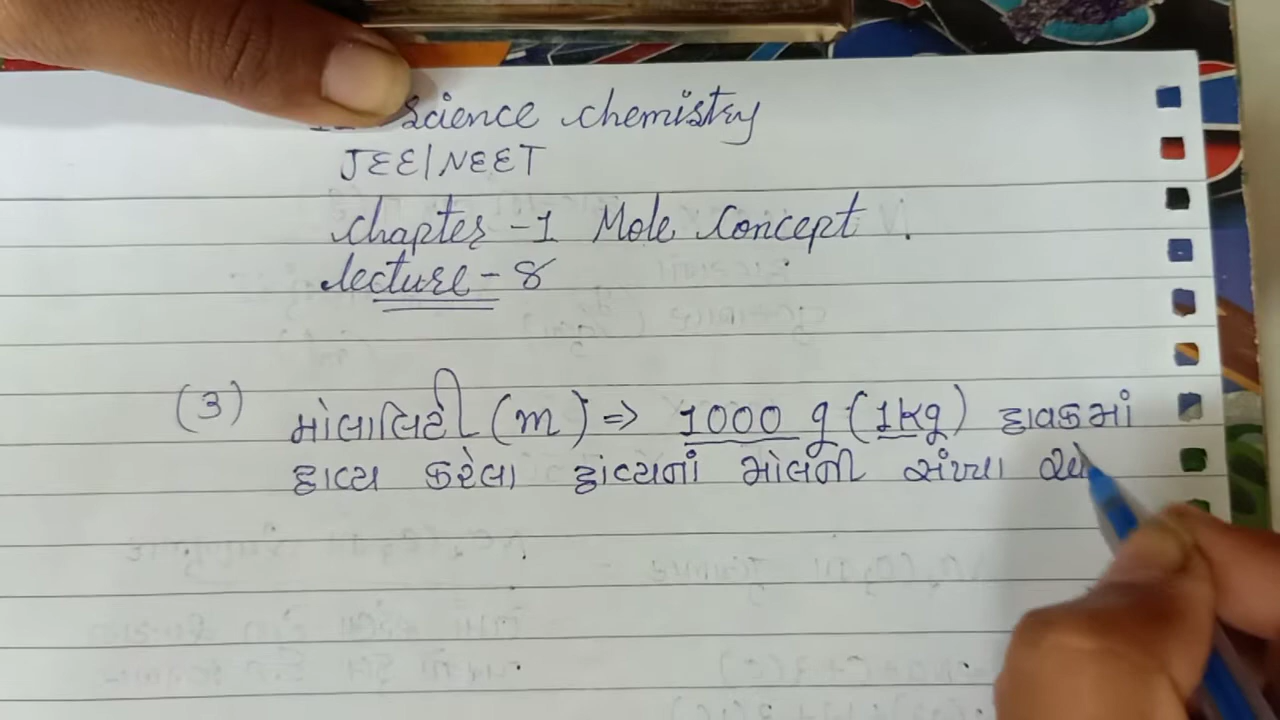 science chemistry
JEE/NEET
chapter -1 Mole Concept.
lecture - 8
(3) મોલાલિટી (m) => 1000 g (1kg) દ્રાવકમાં
દ્રાવ્ય કરેલા દ્રાવ્યનાં મોલની સંખ્યા